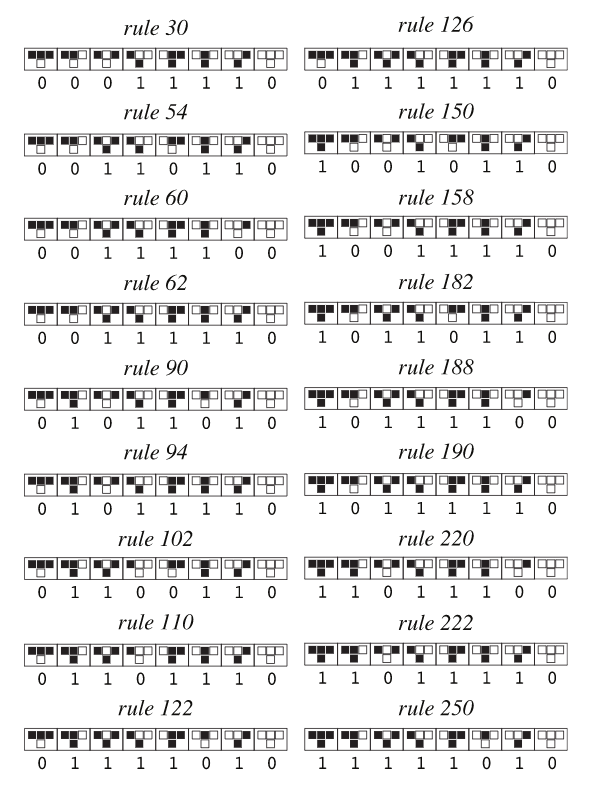 rule 30
0 0 0 1 1 1 1 0
rule 54
0 0 1 1 0 1 1 0
rule 60
0 0 1 1 1 1 0 0
rule 62
0 0 1 1 1 1 1 0
rule 90
0 1 0 1 1 0 1 0
rule 94
0 1 0 1 1 1 1 0
rule 102
0 1 1 0 0 1 1 0
rule 110
0 1 1 0 1 1 1 0
rule 122
0 1 1 1 1 0 1 0
rule 126
0 1 1 1 1 1 1 0
rule 150
1 0 0 1 0 1 1 0
rule 158
1 0 0 1 1 1 1 0
rule 182
1 0 1 1 0 1 1 0
rule 188
1 0 1 1 1 1 0 0
rule 190
1 0 1 1 1 1 1 0
rule 220
1 1 0 1 1 1 0 0
rule 222
1 1 0 1 1 1 1 0
rule 250
1 1 1 1 1 0 1 0